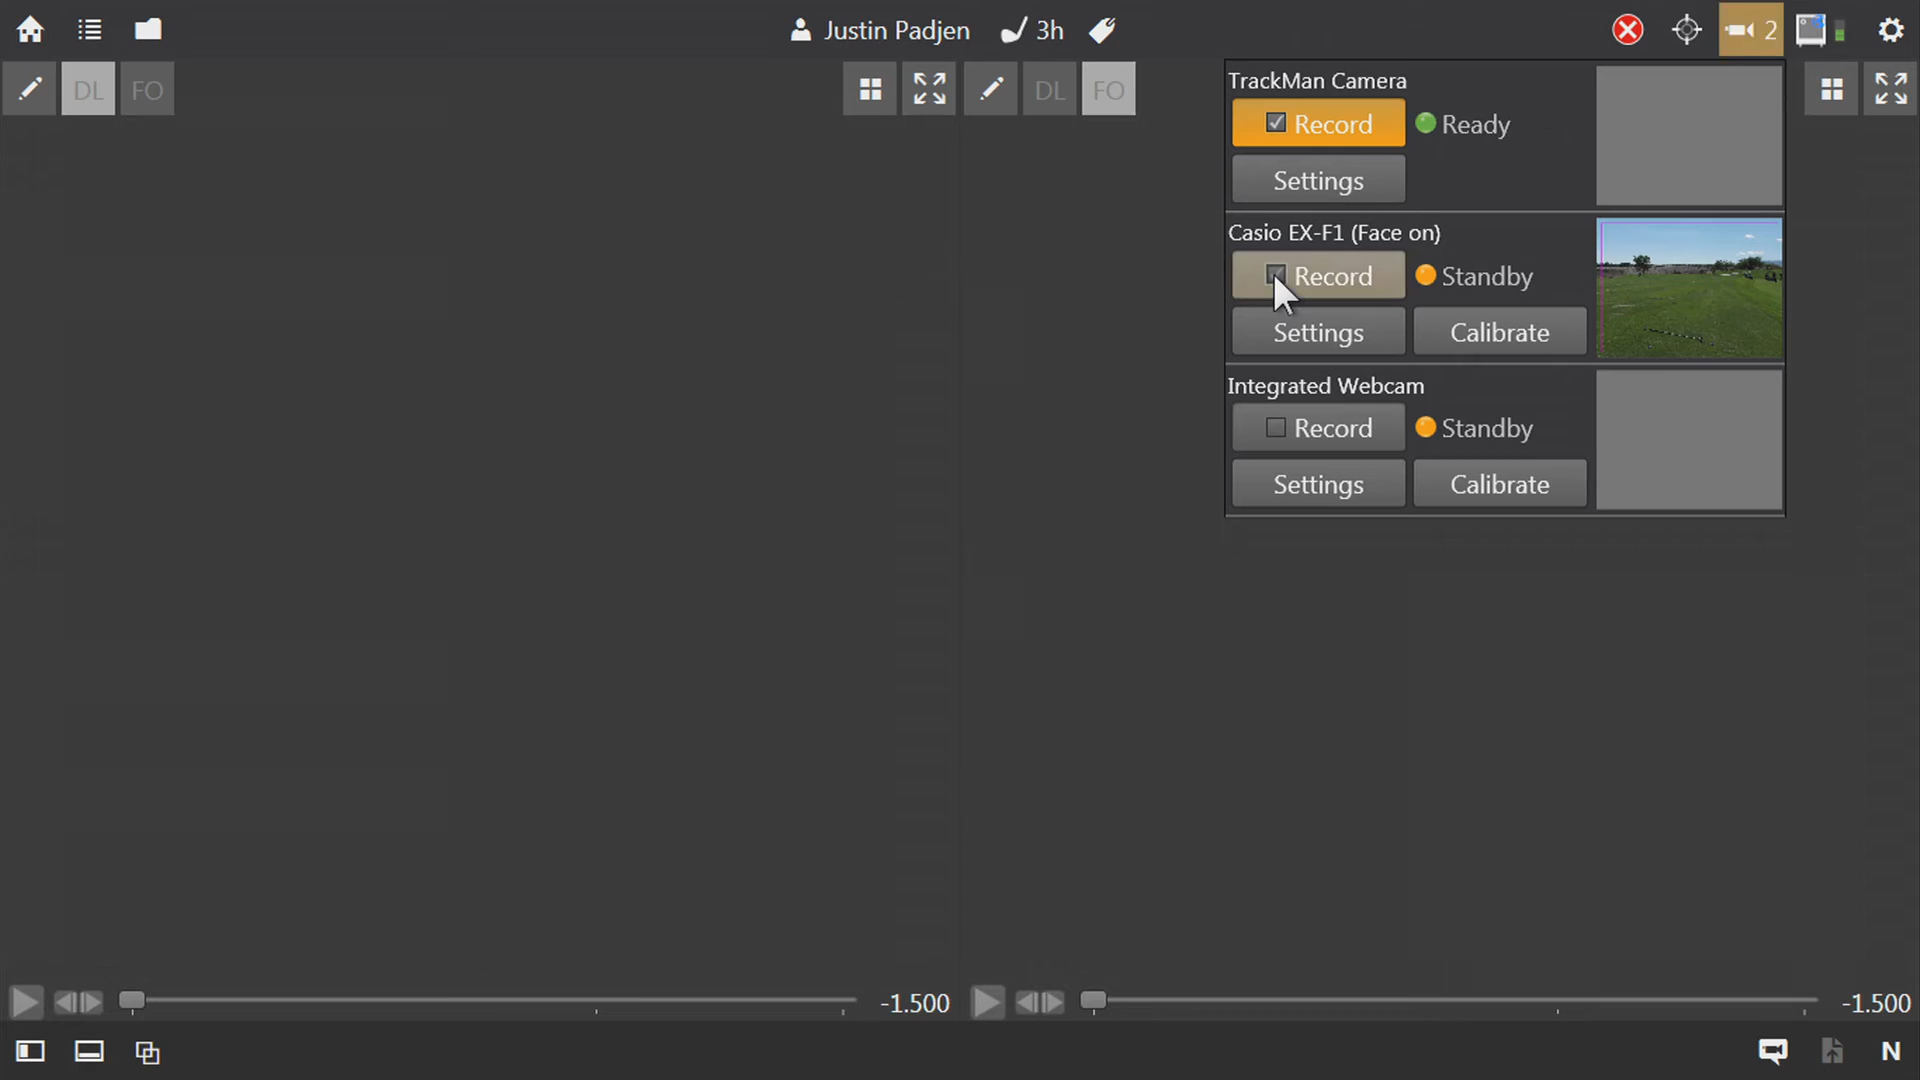 Justin Padjen 3h 2
DL FO DL FO
TrackMan Camera
Record Ready
Settings
Casio EX-F1 (Face on)
Record Standby
Settings Calibrate
Integrated Webcam
Record Standby
Settings Calibrate
-1.500 -1.500
N